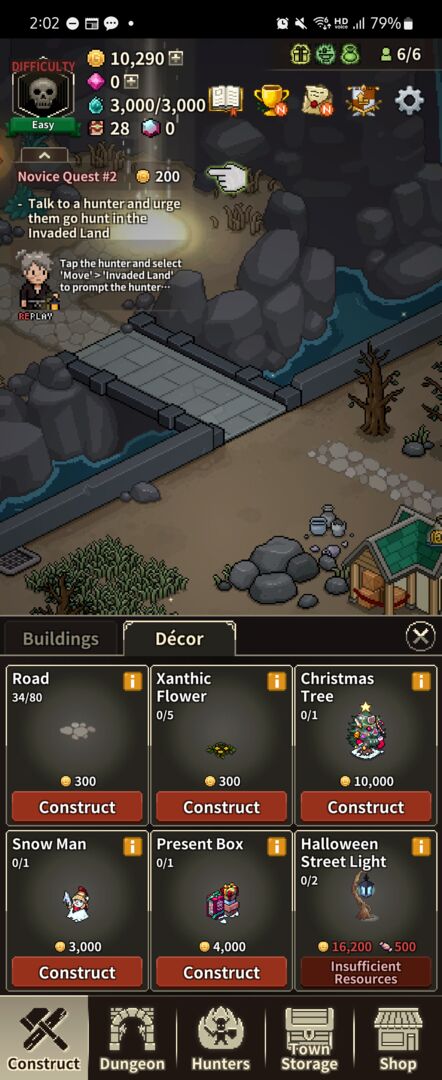 2:02
HD
79%
DIFFICULTY
10,290
6/6
0
3,000/3,000
Easy
28
0
N
N
Novice Quest #2
200
- Talk to a hunter and urge
them go hunt in the
Invaded Land
Tap the hunter and select
'Move' > 'Invaded Land'
to prompt the hunter⋯
REPLAY
Buildings
Décor
Road
34/80
300
Construct
Xanthic
Flower
0/5
300
Construct
Christmas
Tree
0/1
10,000
Construct
Snow Man
0/1
3,000
Construct
Present Box
0/1
4,000
Construct
Halloween
Street Light
0/2
16,200
500
Insufficient
Resources
Construct
Dungeon
Hunters
Town
Storage
Shop